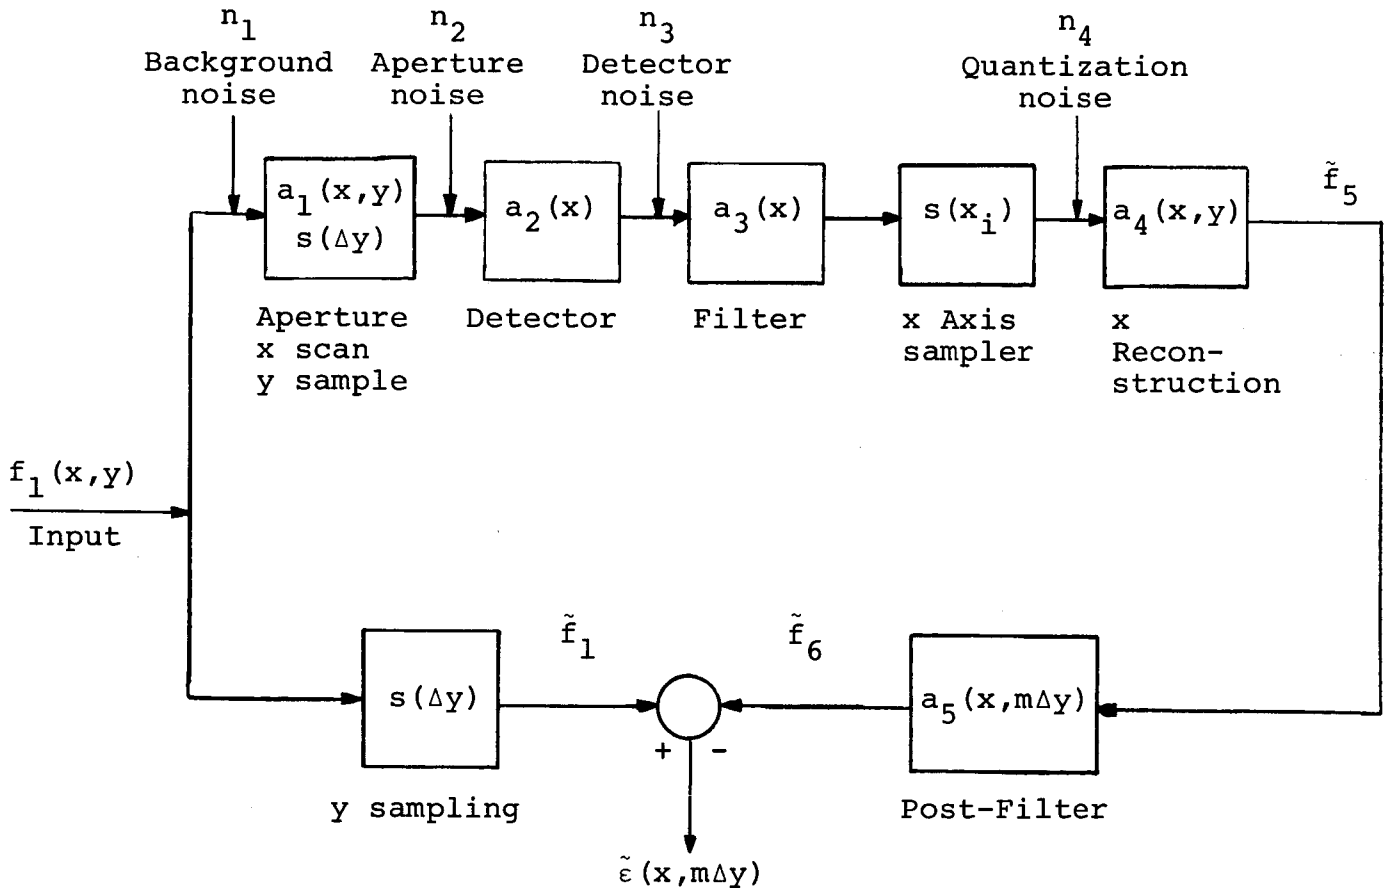 n₁
Background
noise
n₂
Aperture
noise
n₃
Detector
noise
n₄
Quantization
noise
a₁(x,y)
s(Δy)
a₂(x)
a₃(x)
s(xᵢ)
a₄(x,y)
f̃₅
Aperture
x scan
y sample
Detector
Filter
x Axis
sampler
x
Recon-
struction
f₁(x,y)
Input
s(Δy)
f̃₁
+ -
f̃₆
a₅(x,mΔy)
y sampling
Post-Filter
ε̃(x,mΔy)